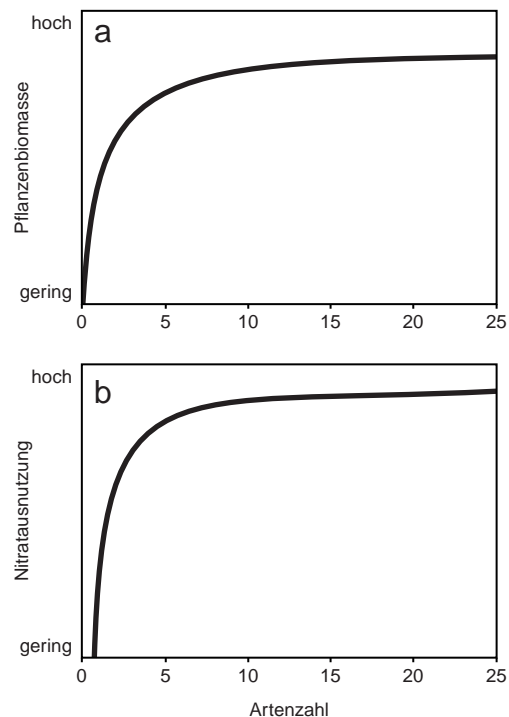 hoch
a
Pflanzenbiomasse
gering
0 5 10 15 20 25
hoch
b
Nitratausnutzung
gering
0 5 10 15 20 25
Artenzahl